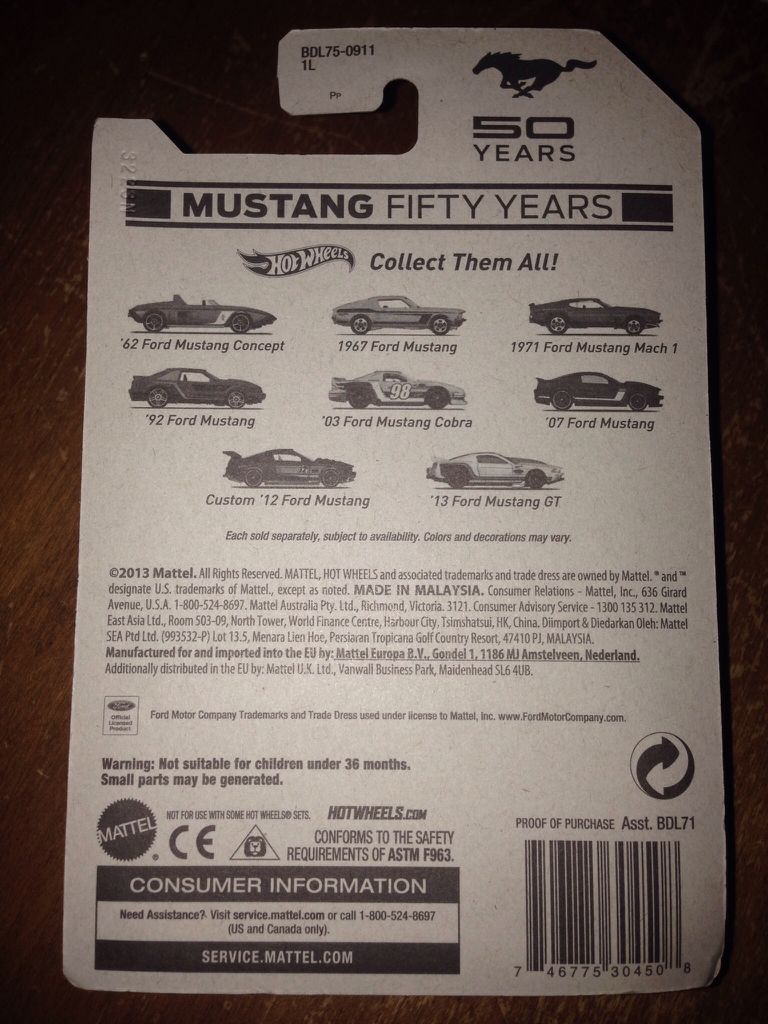 BDL75-0911
1L
PP
50
YEARS
MUSTANG FIFTY YEARS
Hot Wheels Collect Them All!
'62 Ford Mustang Concept 1967 Ford Mustang 1971 Ford Mustang Mach 1
98
'92 Ford Mustang '03 Ford Mustang Cobra '07 Ford Mustang
Custom '12 Ford Mustang '13 Ford Mustang GT
Each sold separately, subject to availability. Colors and decorations may vary.
©2013 Mattel. All Rights Reserved. MATTEL, HOT WHEELS and associated trademarks and trade dress are owned by Mattel. ® and ™
designate U.S. trademarks of Mattel., except as noted. MADE IN MALAYSIA. Consumer Relations - Mattel, Inc., 636 Girard
Avenue, U.S.A. 1-800-524-8697. Mattel Australia Pty. Ltd., Richmond, Victoria. 3121. Consumer Advisory Service - 1300 135 312. Mattel
East Asia Ltd., Room 503-09, North Tower, World Finance Centre, Harbour City, Tsimshatsui, HK, China. Diimport & Diedarkan Oleh: Mattel
SEA Ptd Ltd. (993532-P) Lot 13.5, Menara Lien Hoe, Persiaran Tropicana Golf Country Resort, 47410 PJ, MALAYSIA.
Manufactured for and imported into the EU by: Mattel Europa B.V., Gondel 1, 1186 MJ Amstelveen, Nederland.
Additionally distributed in the EU by: Mattel U.K. Ltd., Vanwall Business Park, Maidenhead SL6 4UB.
Ford
Official
Licensed
Product
Ford Motor Company Trademarks and Trade Dress used under license to Mattel, Inc. www.FordMotorCompany.com.
Warning: Not suitable for children under 36 months.
Small parts may be generated.
MATTEL
NOT FOR USE WITH SOME HOT WHEELS® SETS. HOTWHEELS.COM
CE
CONFORMS TO THE SAFETY
REQUIREMENTS OF ASTM F963.
PROOF OF PURCHASE Asst. BDL71
CONSUMER INFORMATION
Need Assistance? Visit service.mattel.com or call 1-800-524-8697
(US and Canada only).
SERVICE.MATTEL.COM
7 46775 30450 8